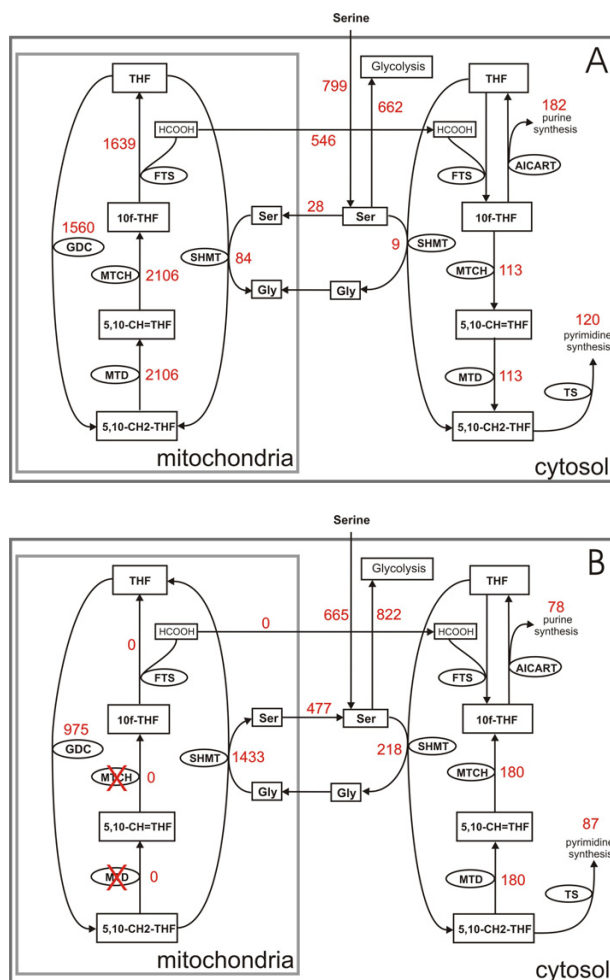 Serine
A
THF
Glycolysis
THF
799
662
182
purine
synthesis
HCOOH
HCOOH
1639
546
FTS
FTS
AICART
10f-THF
28
Ser
Ser
10f-THF
1560
GDC
SHMT
84
9
SHMT
MTCH
2106
MTCH
113
Gly
Gly
5,10-CH=THF
5,10-CH=THF
120
pyrimidine
synthesis
MTD
2106
MTD
113
TS
5,10-CH2-THF
5,10-CH2-THF
mitochondria
cytosol
Serine
B
THF
Glycolysis
THF
0
665
822
78
purine
synthesis
HCOOH
HCOOH
0
FTS
FTS
AICART
10f-THF
Ser
477
Ser
10f-THF
975
GDC
SHMT
1433
218
SHMT
MTCH
0
MTCH
180
Gly
Gly
5,10-CH=THF
5,10-CH=THF
87
pyrimidine
synthesis
MTD
0
MTD
180
TS
5,10-CH2-THF
5,10-CH2-THF
mitochondria
cytosol